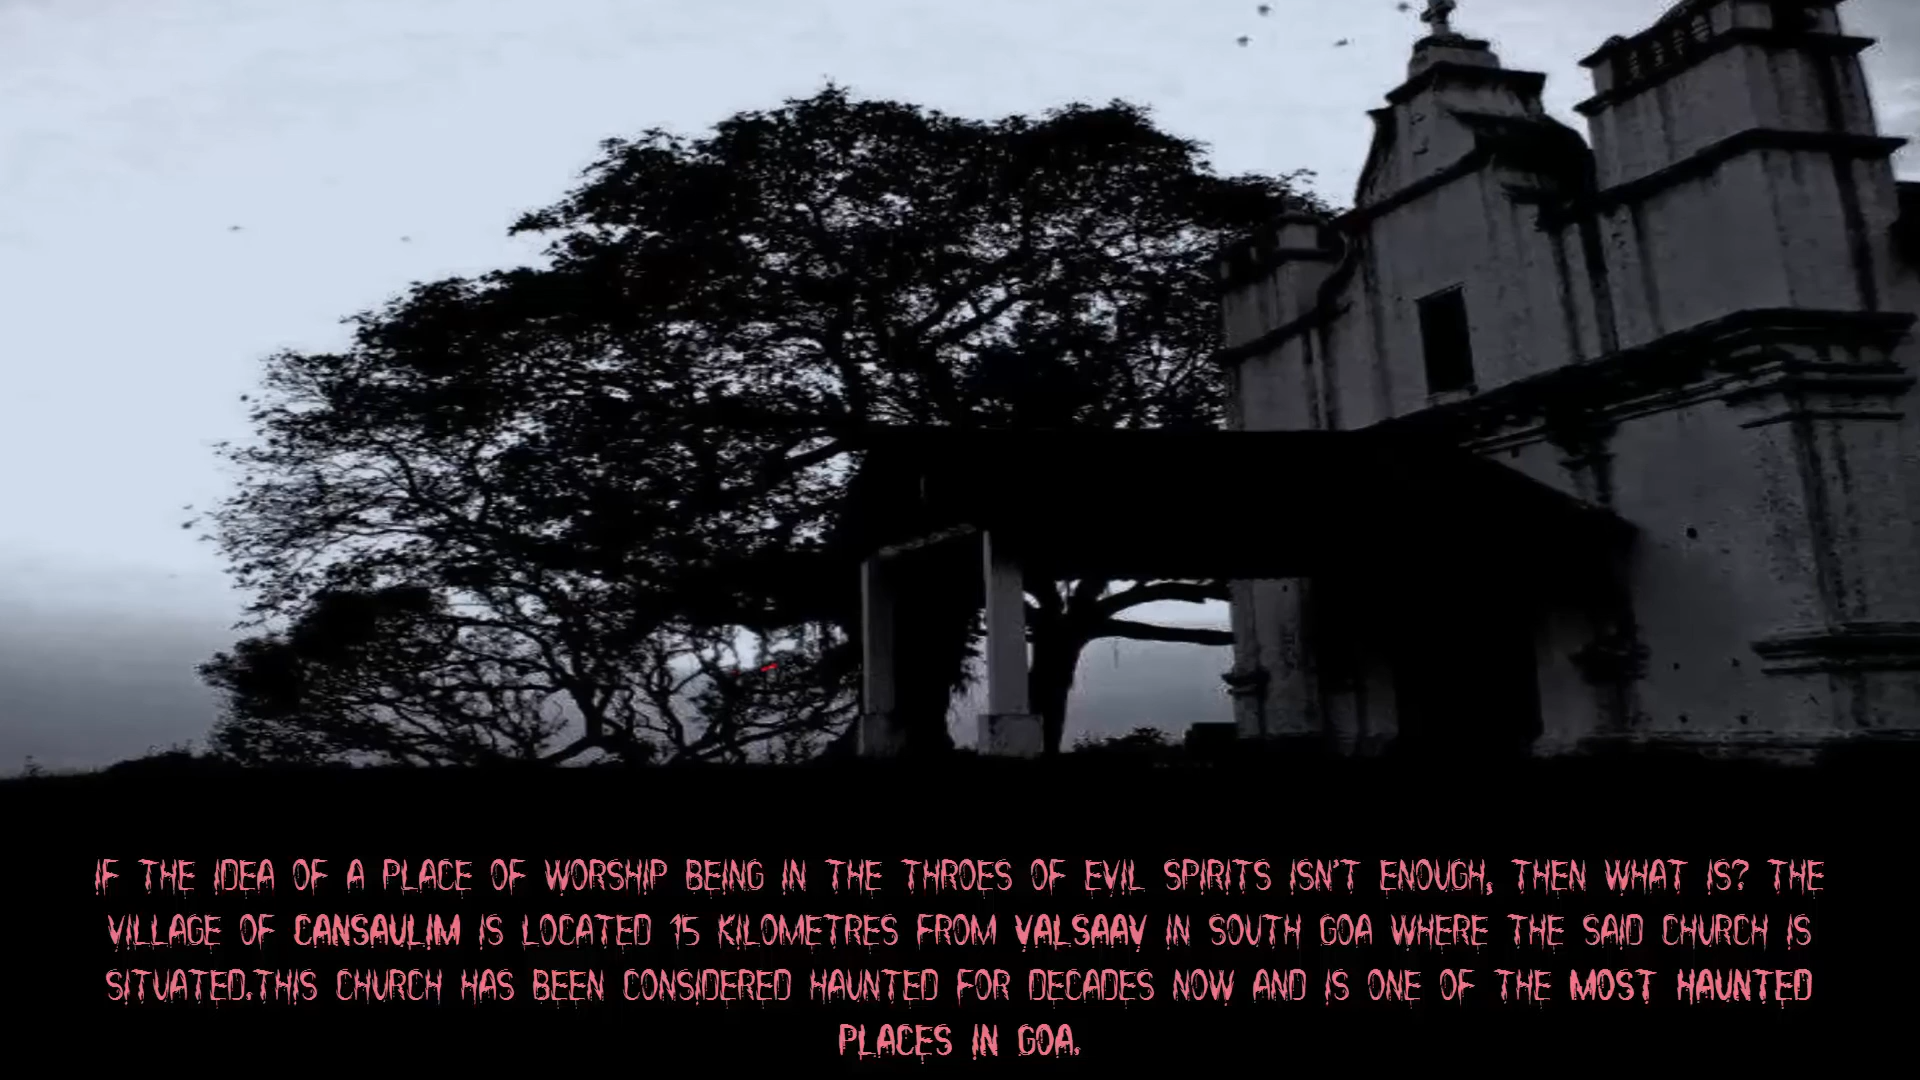 IF THE IDEA OF A PLACE OF WORSHIP BEING IN THE THROES OF EVIL SPIRITS ISN'T ENOUGH, THEN WHAT IS? THE
VILLAGE OF CANSAULIM IS LOCATED 15 KILOMETRES FROM VALSAAV IN SOUTH GOA WHERE THE SAID CHURCH IS
SITUATED.THIS CHURCH HAS BEEN CONSIDERED HAUNTED FOR DECADES NOW AND IS ONE OF THE MOST HAUNTED
PLACES IN GOA.